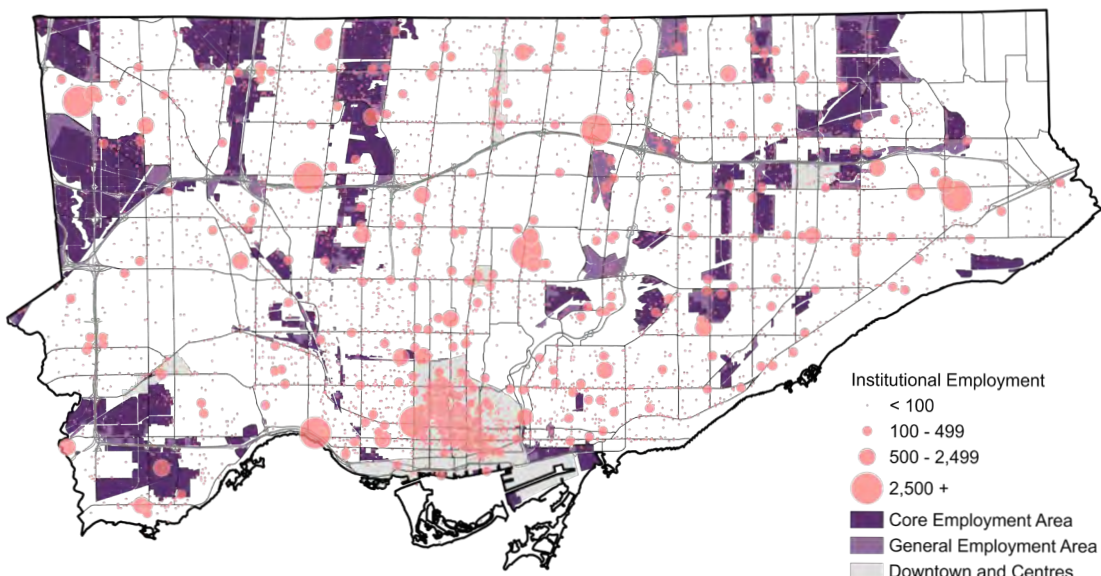 Institutional Employment
< 100
100 - 499
500 - 2,499
2,500 +
Core Employment Area
General Employment Area
Downtown and Centres